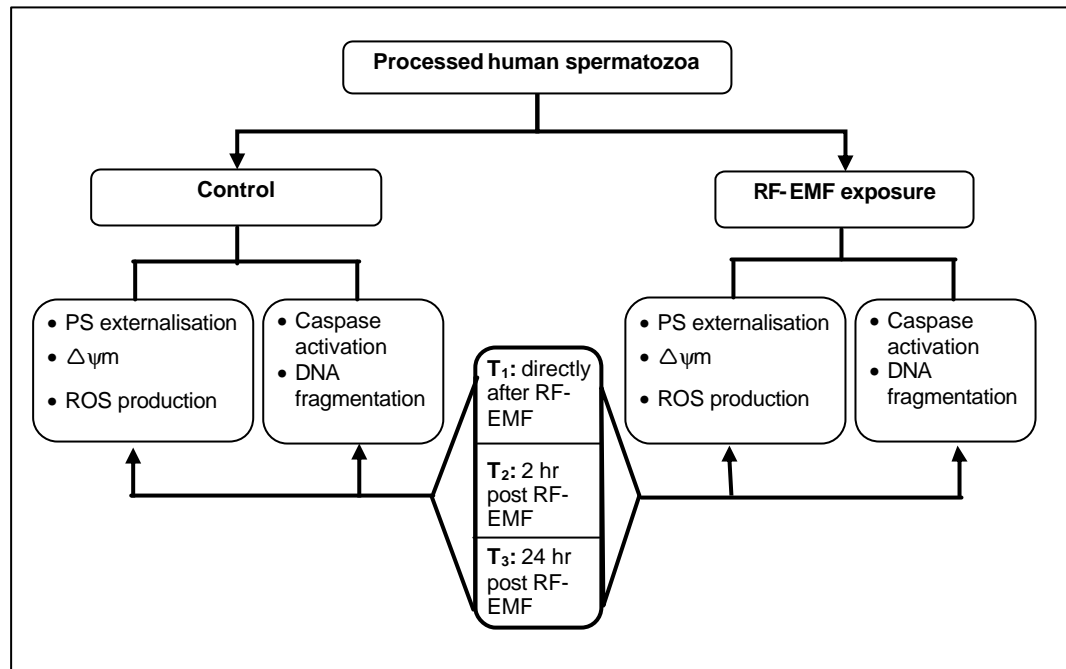 Processed human spermatozoa
Control
RF-EMF exposure
• PS externalisation
• △ψm
• ROS production
• Caspase
activation
• DNA
fragmentation
T₁: directly
after RF-
EMF
T₂: 2 hr
post RF-
EMF
T₃: 24 hr
post RF-
EMF
• PS externalisation
• △ψm
• ROS production
• Caspase
activation
• DNA
fragmentation